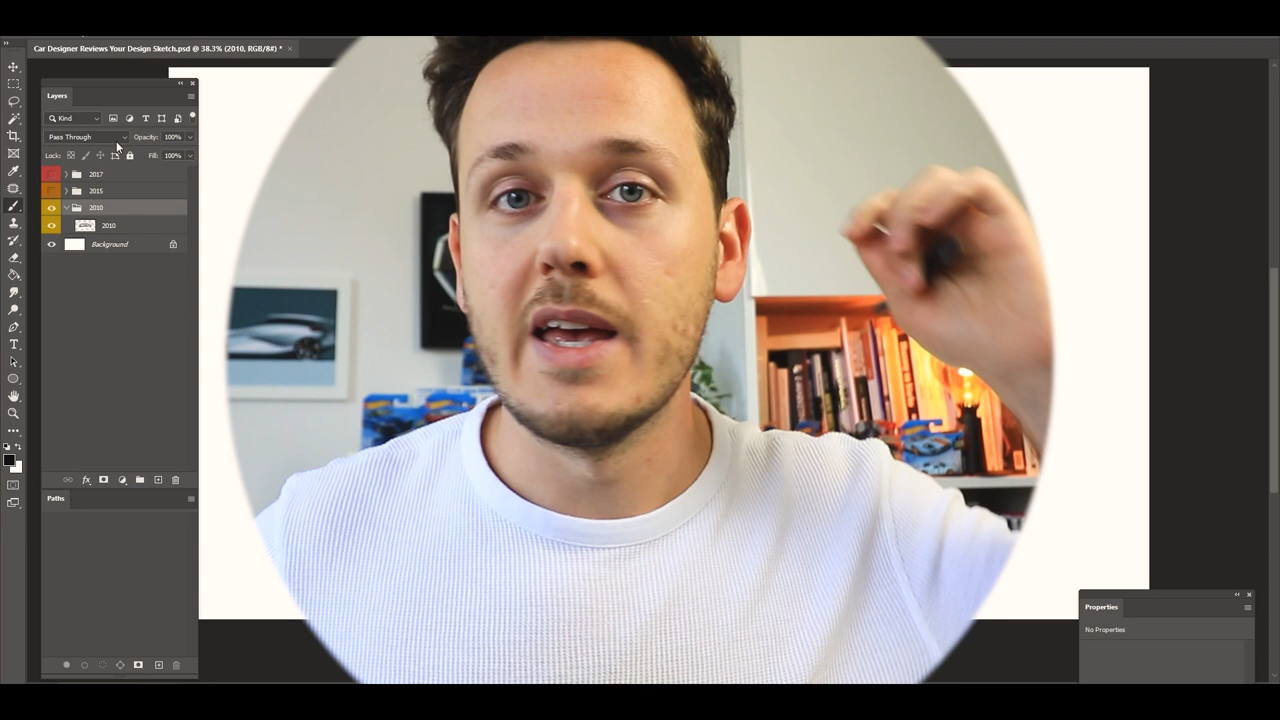 Car Designer Reviews Your Design Sketch.psd @ 38.3% (2010, RGB/8#) *
Layers
Kind
Pass Through
Opacity: 100%
Lock:
Fill: 100%
2017
2015
2010
2010
Background
Paths
Properties
No Properties